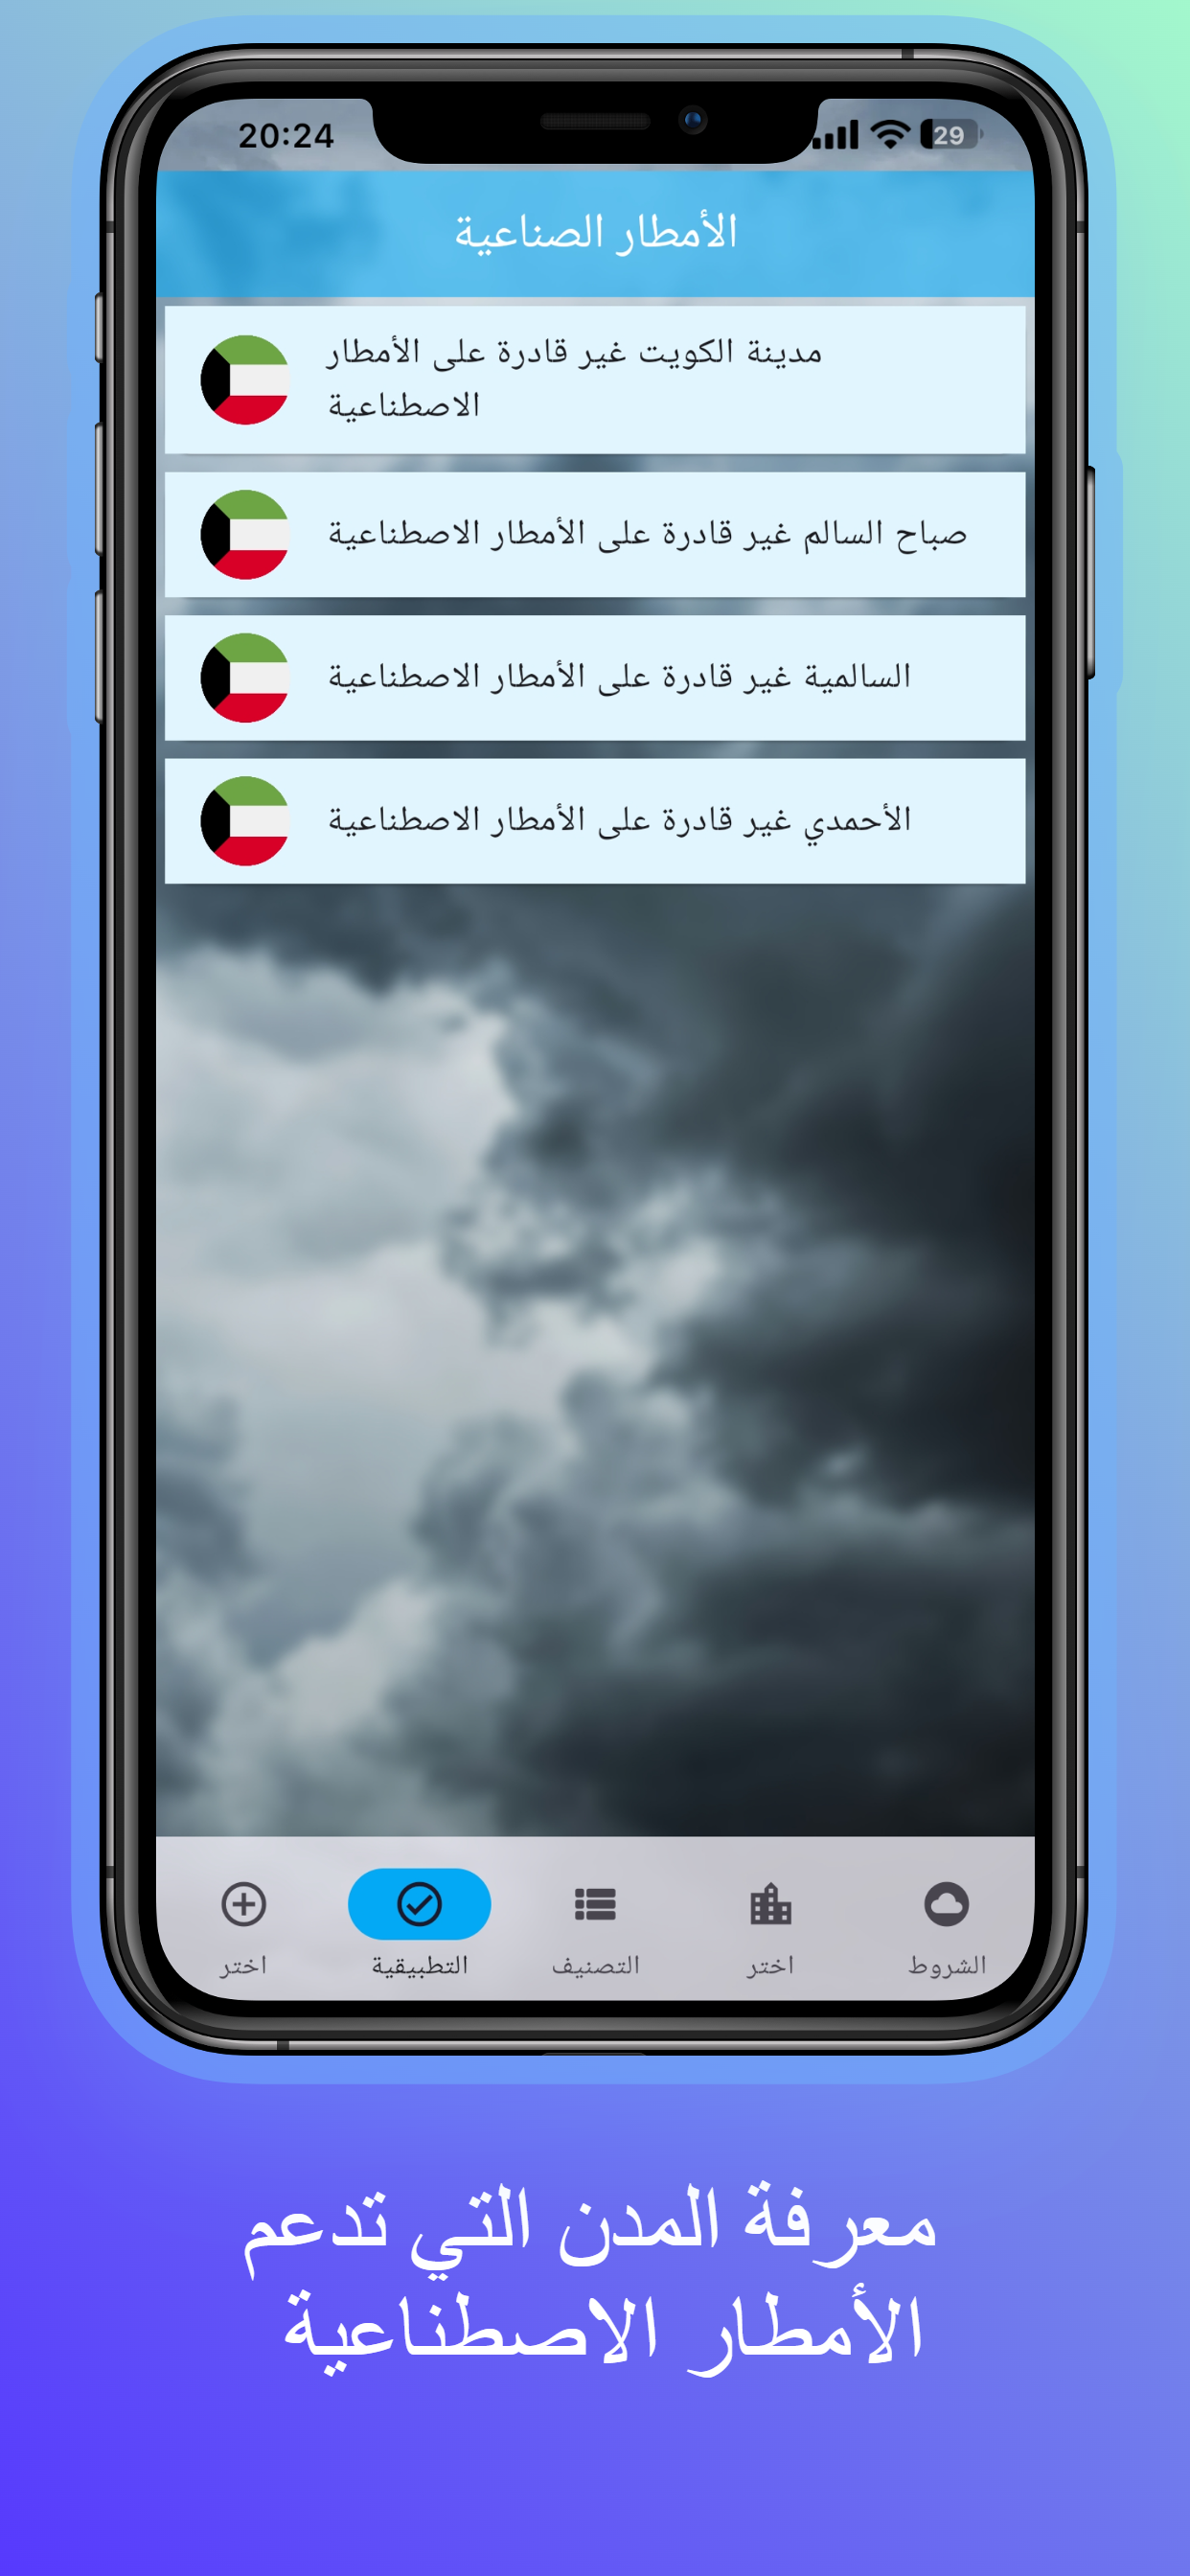 20:24
29
الأمطار الصناعية
مدينة الكويت غير قادرة على الأمطار
الاصطناعية
صباح السالم غير قادرة على الأمطار الاصطناعية
السالمية غير قادرة على الأمطار الاصطناعية
الأحمدي غير قادرة على الأمطار الاصطناعية
الشروط
اختر
التصنيف
التطبيقية
اختر
معرفة المدن التي تدعم
الأمطار الاصطناعية